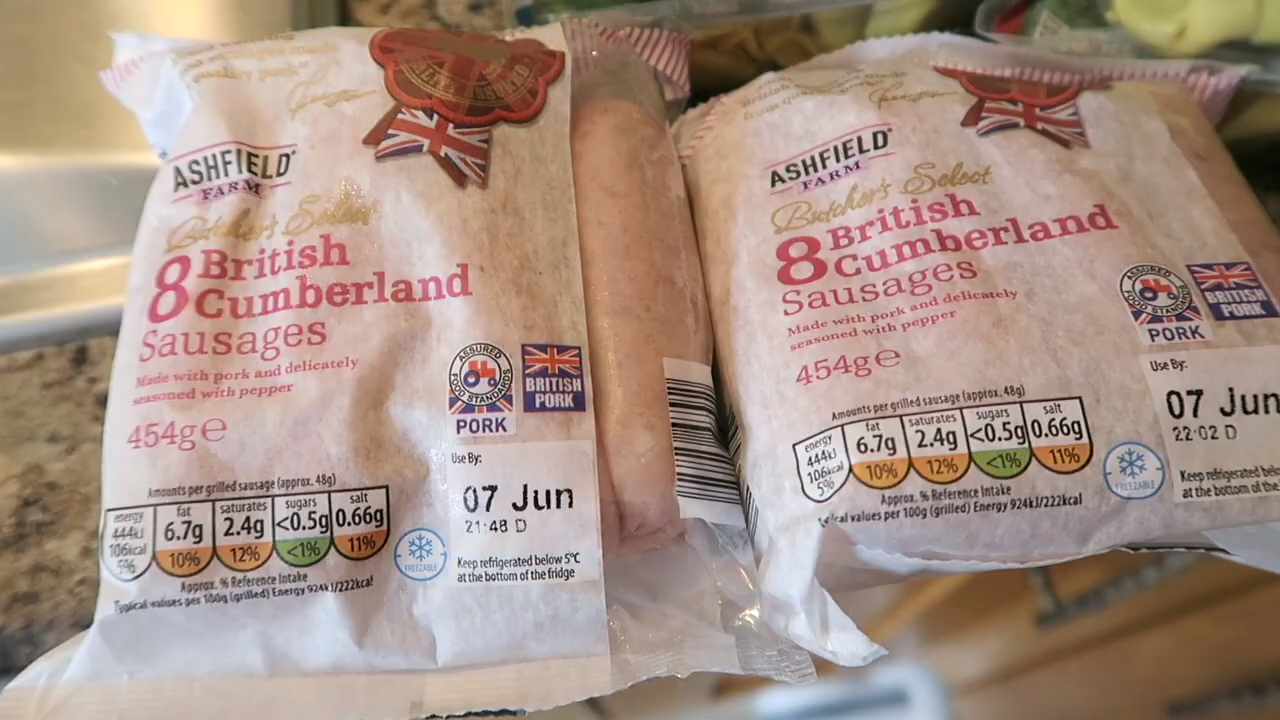 ASHFIELD
FARM
Butcher's Select
8 British
Cumberland
Sausages
Made with pork and delicately
seasoned with pepper
454g e
ASSURED
FOOD STANDARDS
PORK
BRITISH
PORK
Use By:
07 Jun
21:48 D
Keep refrigerated below 5°C
at the bottom of the fridge
FREEZABLE
Amounts per grilled sausage (approx. 48g)
energy fat saturates sugars salt
444kJ
106kcal 6.7g 2.4g <0.5g 0.66g
5% 10% 12% <1% 11%
Approx. % Reference Intake
Typical values per 100g (grilled) Energy 924kJ/222kcal
British
ASHFIELD
FARM
Butcher's Select
8 British
Cumberland
Sausages
Made with pork and delicately
seasoned with pepper
454g e
ASSURED
FOOD STANDARDS
PORK
BRITISH
PORK
Use By:
07 Jun
22:02 D
Keep refrigerated
at the bottom of the
FREEZABLE
Amounts per grilled sausage (approx. 48g)
energy fat saturates sugars salt
444kJ
106kcal 6.7g 2.4g <0.5g 0.66g
5% 10% 12% <1% 11%
Approx. % Reference Intake
values per 100g (grilled) Energy 924kJ/222kcal